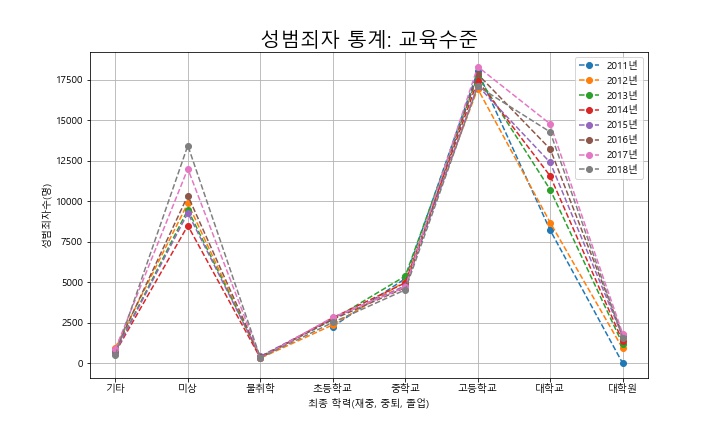 성범죄자 통계: 교육수준
성범죄자수(명)
17500
15000
12500
10000
7500
5000
2500
0
2011년
2012년
2013년
2014년
2015년
2016년
2017년
2018년
기타 미상 불취학 초등학교 중학교 고등학교 대학교 대학원
최종 학력(재중, 중퇴, 졸업)